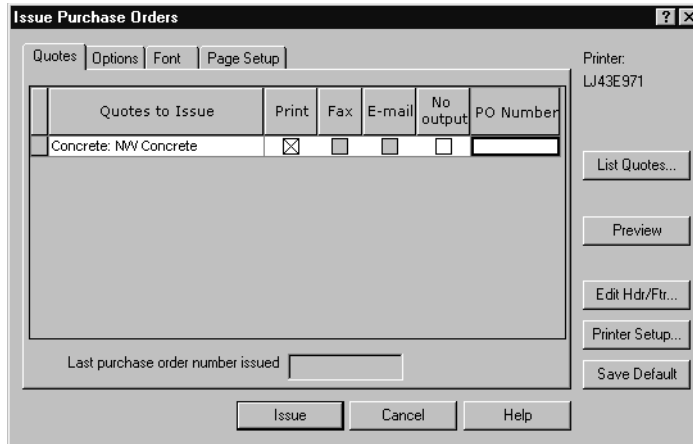 Issue Purchase Orders
Quotes Options Font Page Setup
Printer:
LJ43E971
Quotes to Issue Print Fax E-mail No output PO Number
Concrete: NW Concrete
List Quotes...
Preview
Edit Hdr/Ftr...
Printer Setup...
Last purchase order number issued
Save Default
Issue Cancel Help